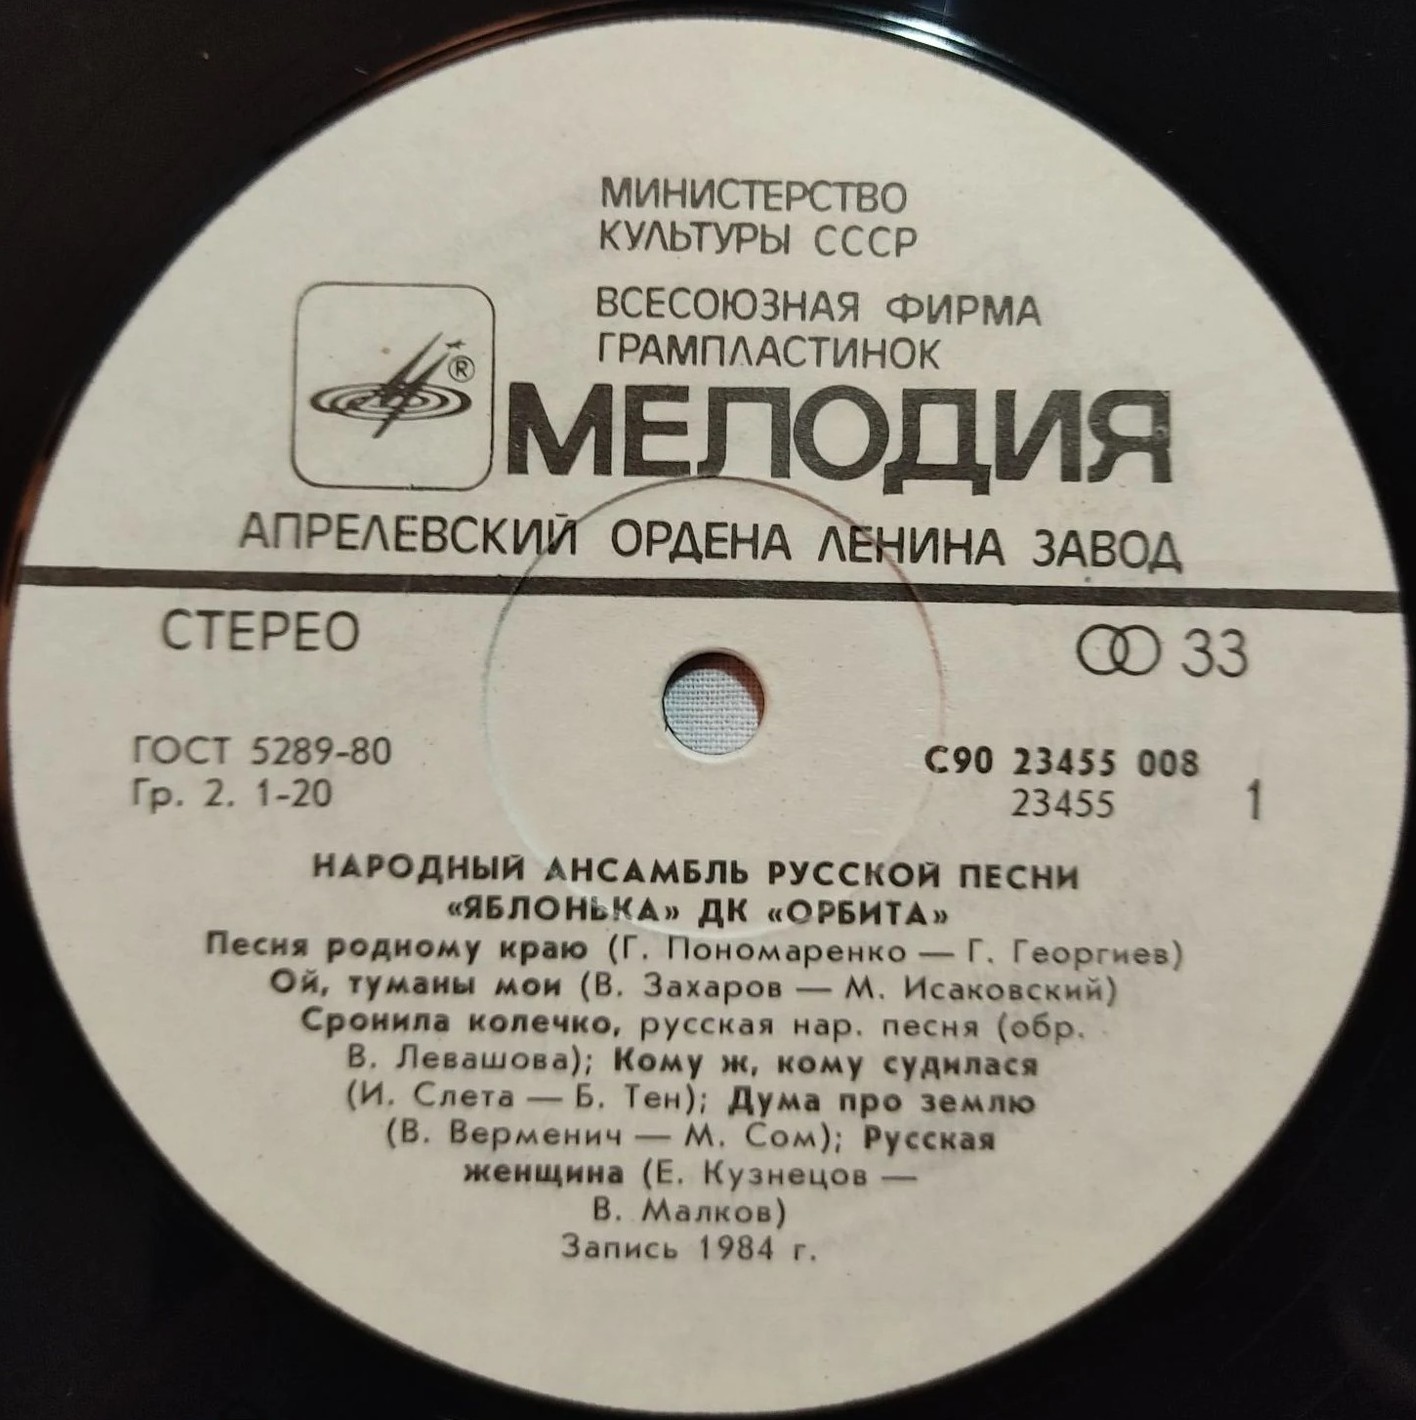 МИНИСТЕРСТВО
КУЛЬТУРЫ СССР
ВСЕСОЮЗНАЯ ФИРМА
ГРАМПЛАСТИНОК
®
МЕЛОДИЯ
АПРЕЛЕВСКИЙ ОРДЕНА ЛЕНИНА ЗАВОД
СТЕРЕО
33
ГОСТ 5289-80
Гр. 2. 1-20
С90 23455 008
23455
1
НАРОДНЫЙ АНСАМБЛЬ РУССКОЙ ПЕСНИ
«ЯБЛОНЬКА» ДК «ОРБИТА»
Песня родному краю (Г. Пономаренко — Г. Георгиев)
Ой, туманы мои (В. Захаров — М. Исаковский)
Сронила колечко, русская нар. песня (обр.
В. Левашова); Кому ж, кому судилася
(И. Слета — Б. Тен); Дума про землю
(В. Верменич — М. Сом); Русская
женщина (Е. Кузнецов —
В. Малков)
Запись 1984 г.